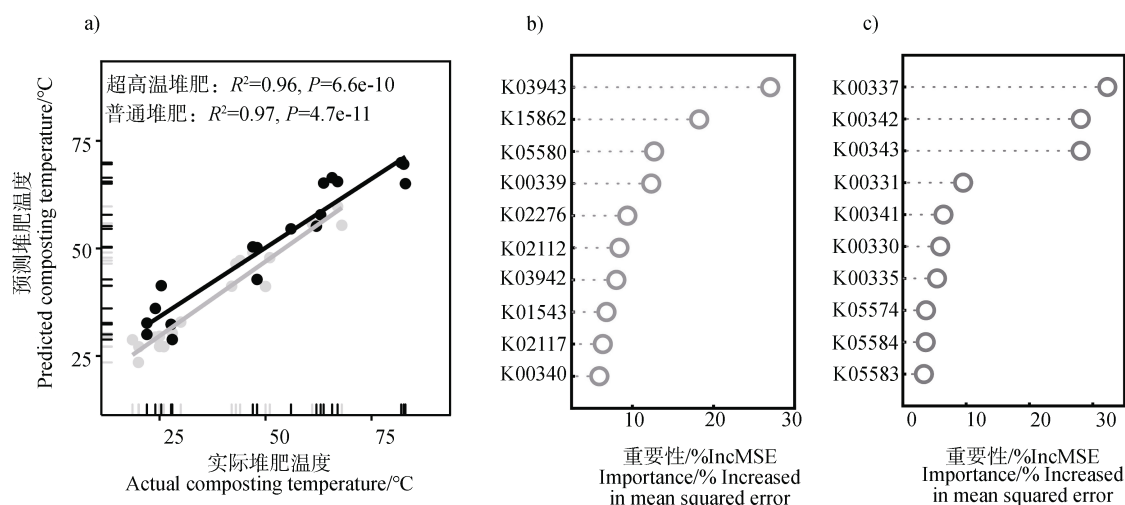 a)
超高温堆肥：R²=0.96, P=6.6e-10
普通堆肥：R²=0.97, P=4.7e-11
预测堆肥温度
Predicted composting temperature/℃
75
50
25
25
50
75
实际堆肥温度
Actual composting temperature/℃
b)
K03943
K15862
K05580
K00339
K02276
K02112
K03942
K01543
K02117
K00340
10
20
30
重要性/%IncMSE
Importance/% Increased
in mean squared error
c)
K00337
K00342
K00343
K00331
K00341
K00330
K00335
K05574
K05584
K05583
0
10
20
30
重要性/%IncMSE
Importance/% Increased
in mean squared error